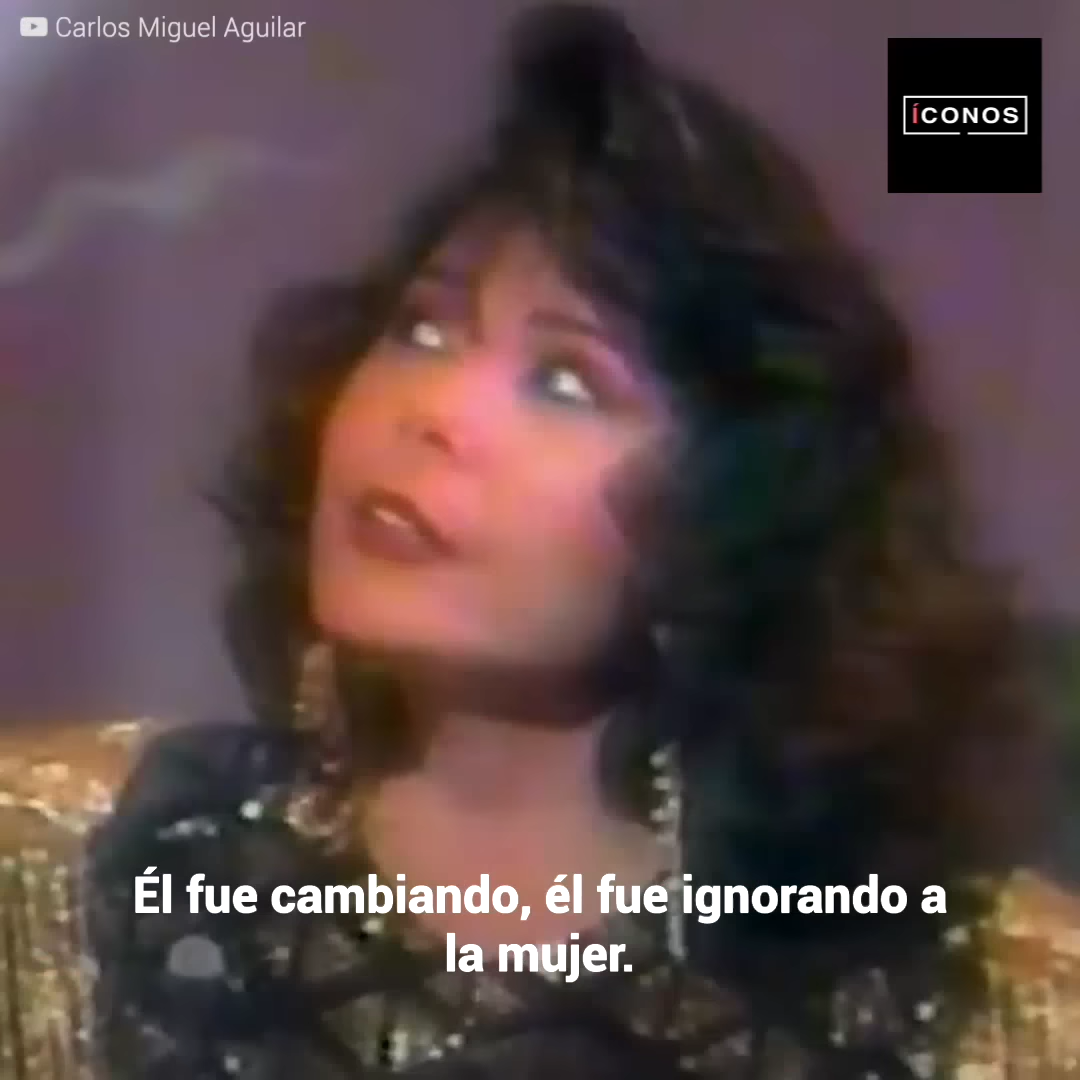 Carlos Miguel Aguilar
ÍCONOS
Él fue cambiando, él fue ignorando a
la mujer.